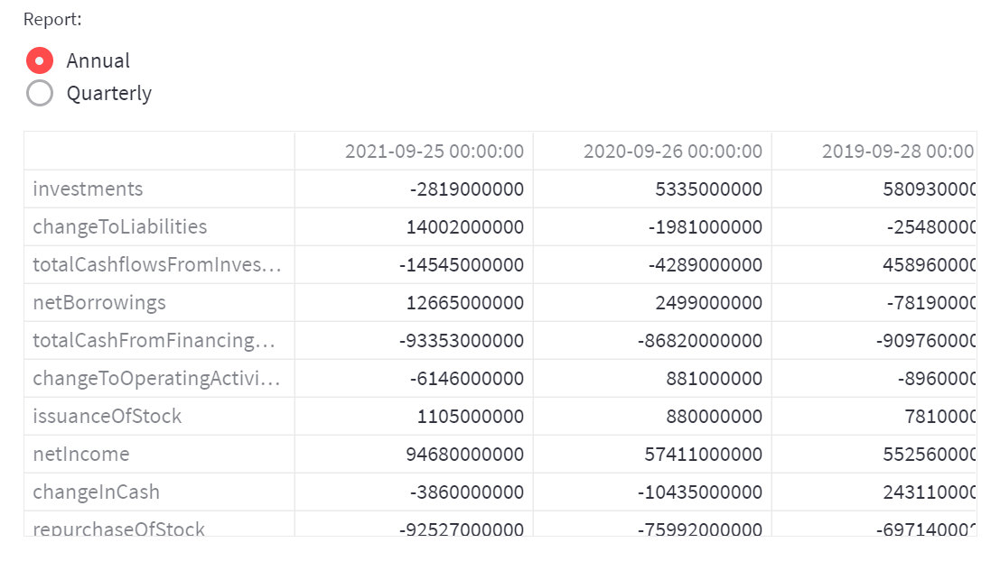 Report:
Annual
Quarterly
2021-09-25 00:00:00 2020-09-26 00:00:00 2019-09-28 00:00
investments -2819000000 5335000000 580930000
changeToLiabilities 14002000000 -1981000000 -25480000
totalCashflowsFromInves... -14545000000 -4289000000 458960000
netBorrowings 12665000000 2499000000 -78190000
totalCashFromFinancing... -93353000000 -86820000000 -909760000
changeToOperatingActivi... -6146000000 881000000 -8960000
issuanceOfStock 1105000000 880000000 7810000
netIncome 94680000000 57411000000 552560000
changeInCash -3860000000 -10435000000 243110000
repurchaseOfStock -92527000000 -75992000000